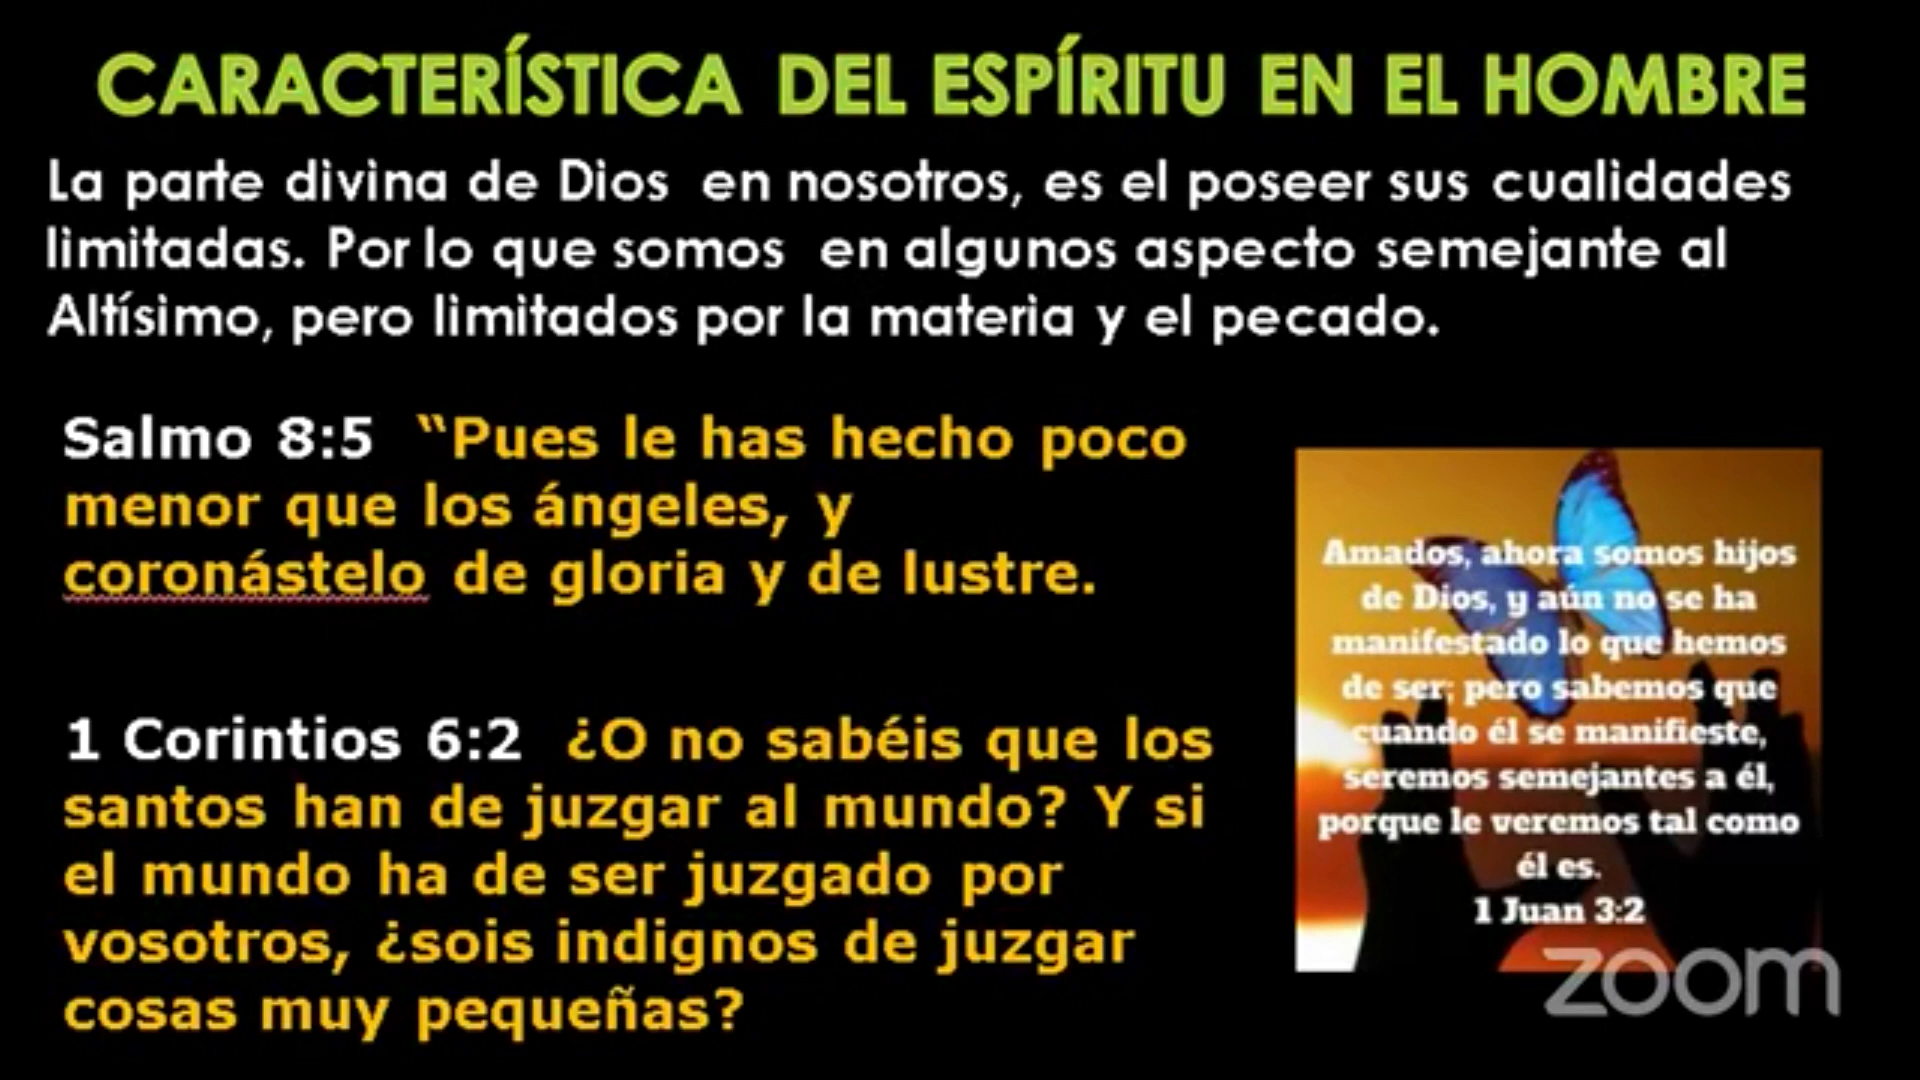 CARACTERÍSTICA DEL ESPÍRITU EN EL HOMBRE
La parte divina de Dios en nosotros, es el poseer sus cualidades
limitadas. Por lo que somos en algunos aspecto semejante al
Altísimo, pero limitados por la materia y el pecado.
Salmo 8:5 “Pues le has hecho poco
menor que los ángeles, y
coronástelo de gloria y de lustre.
1 Corintios 6:2 ¿O no sabéis que los
santos han de juzgar al mundo? Y si
el mundo ha de ser juzgado por
vosotros, ¿sois indignos de juzgar
cosas muy pequeñas?
Amados, ahora somos hijos
de Dios, y aún no se ha
manifestado lo que hemos
de ser; pero sabemos que
cuando él se manifieste,
seremos semejantes a él,
porque le veremos tal como
él es.
1 Juan 3:2
zoom